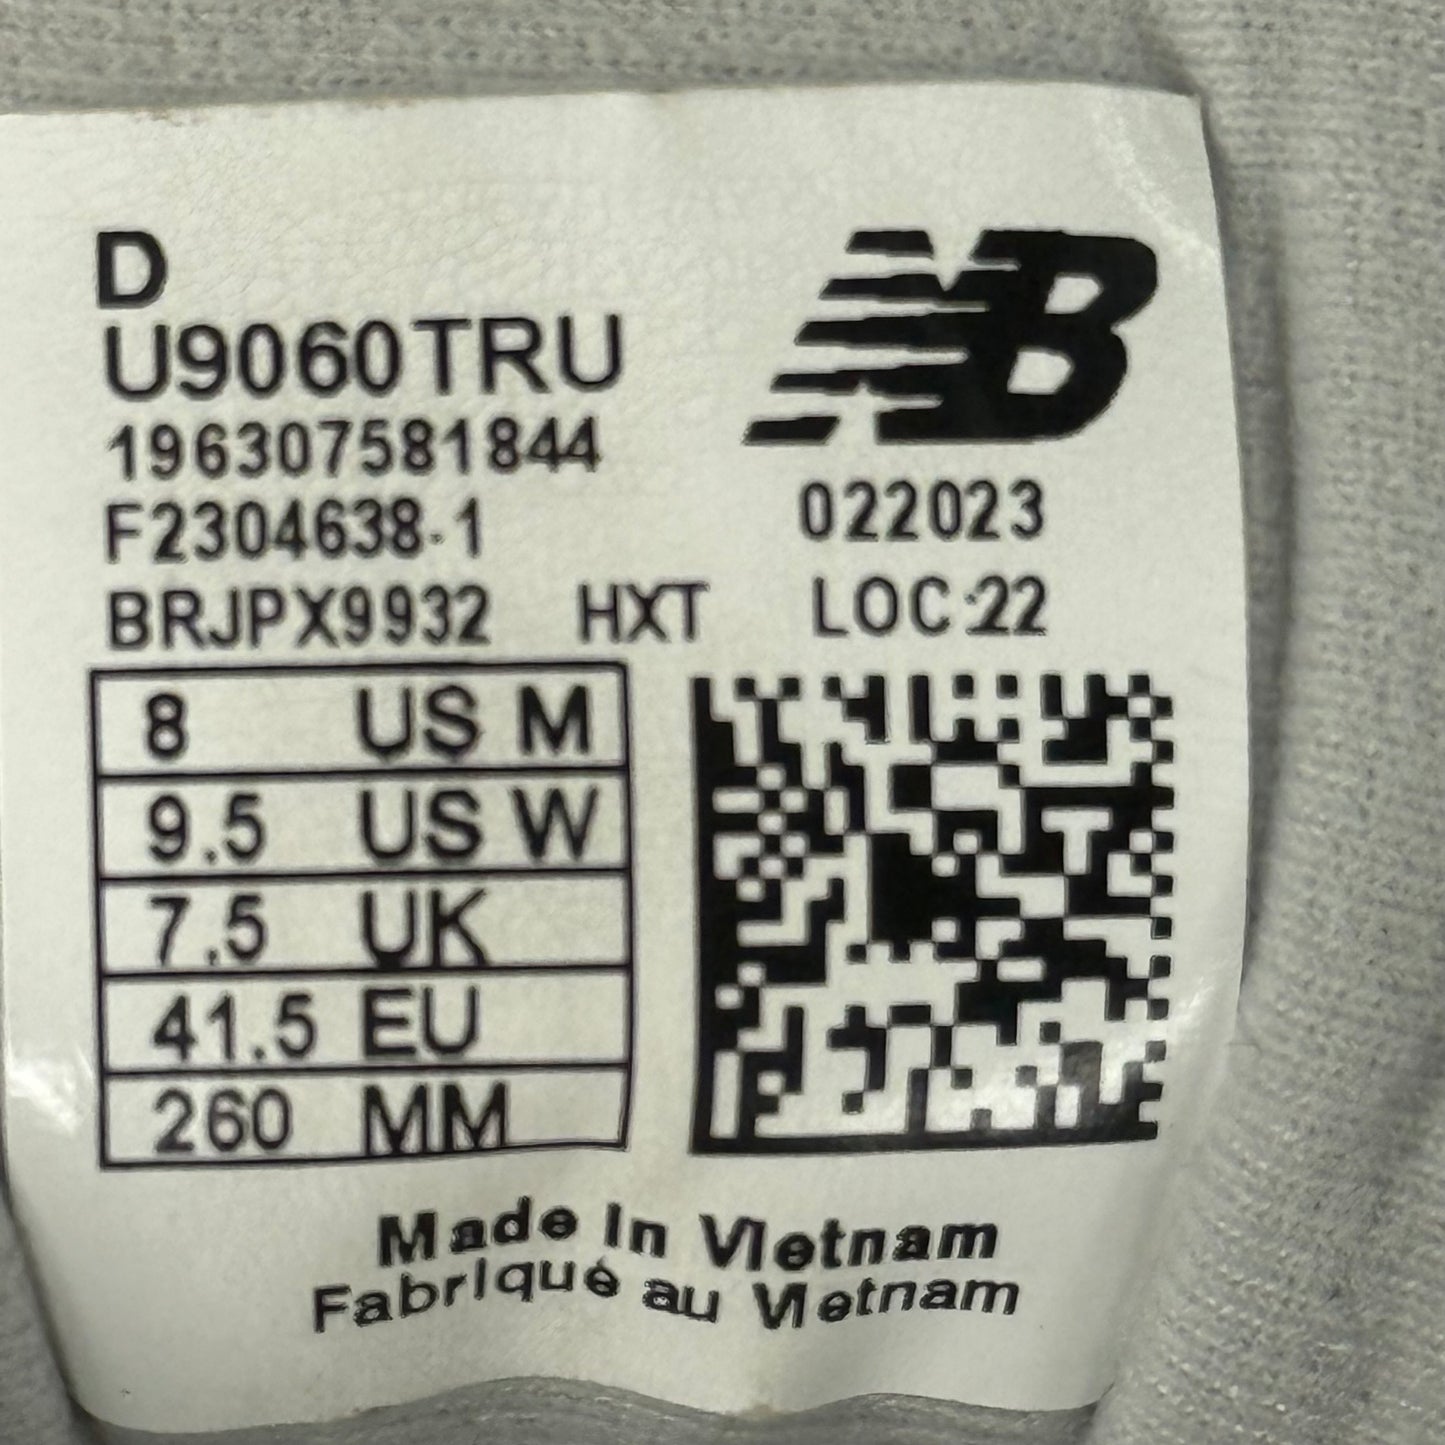 D
U9060TRU
196307581844
F2304638-1
BRJPX9932 HXT
NB
022023
LOC:22
8 US M
9.5 US W
7.5 UK
41.5 EU
260 MM
Made In Vietnam
Fabriqué au Vietnam